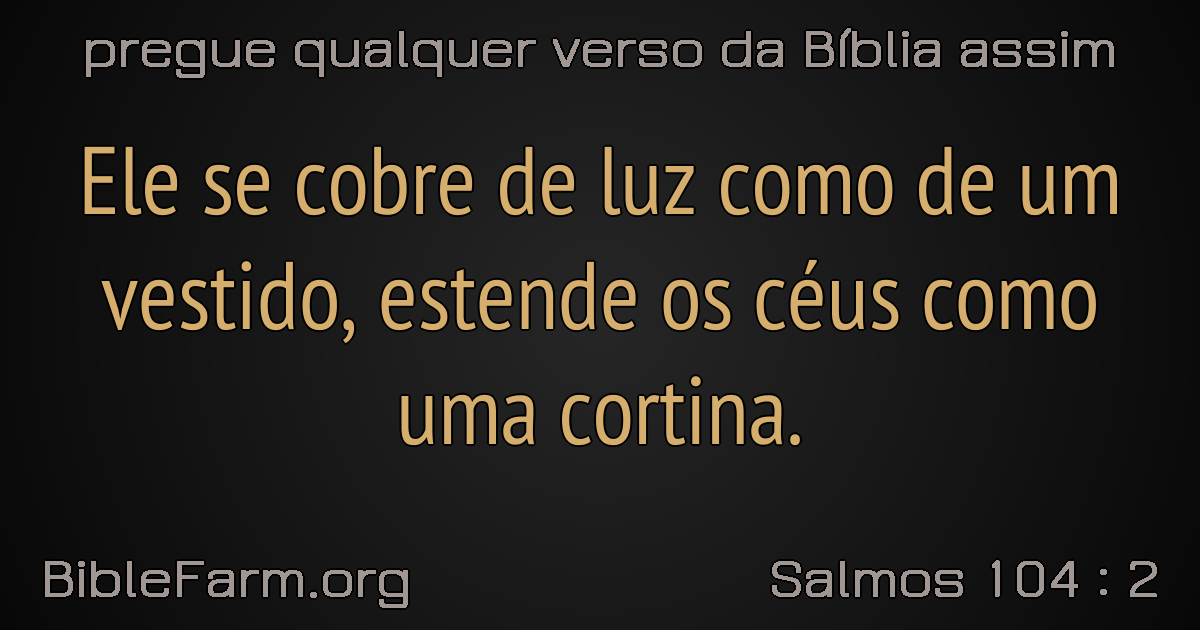 pregue qualquer verso da Bíblia assim
Ele se cobre de luz como de um
vestido, estende os céus como
uma cortina.
BibleFarm.org
Salmos 104 : 2